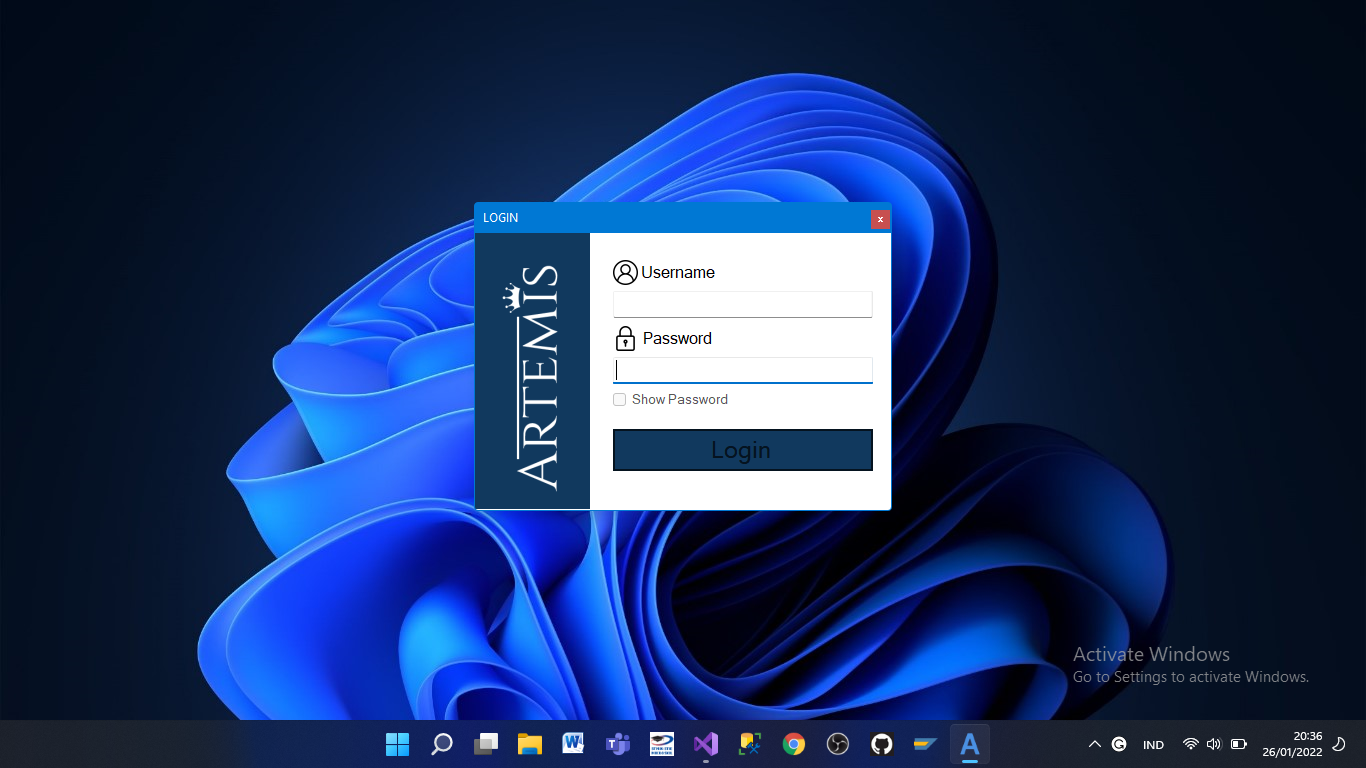 LOGIN
x
ARTEMIS
Username
Password
Show Password
Login
Activate Windows
Go to Settings to activate Windows.
IND
20:36
26/01/2022